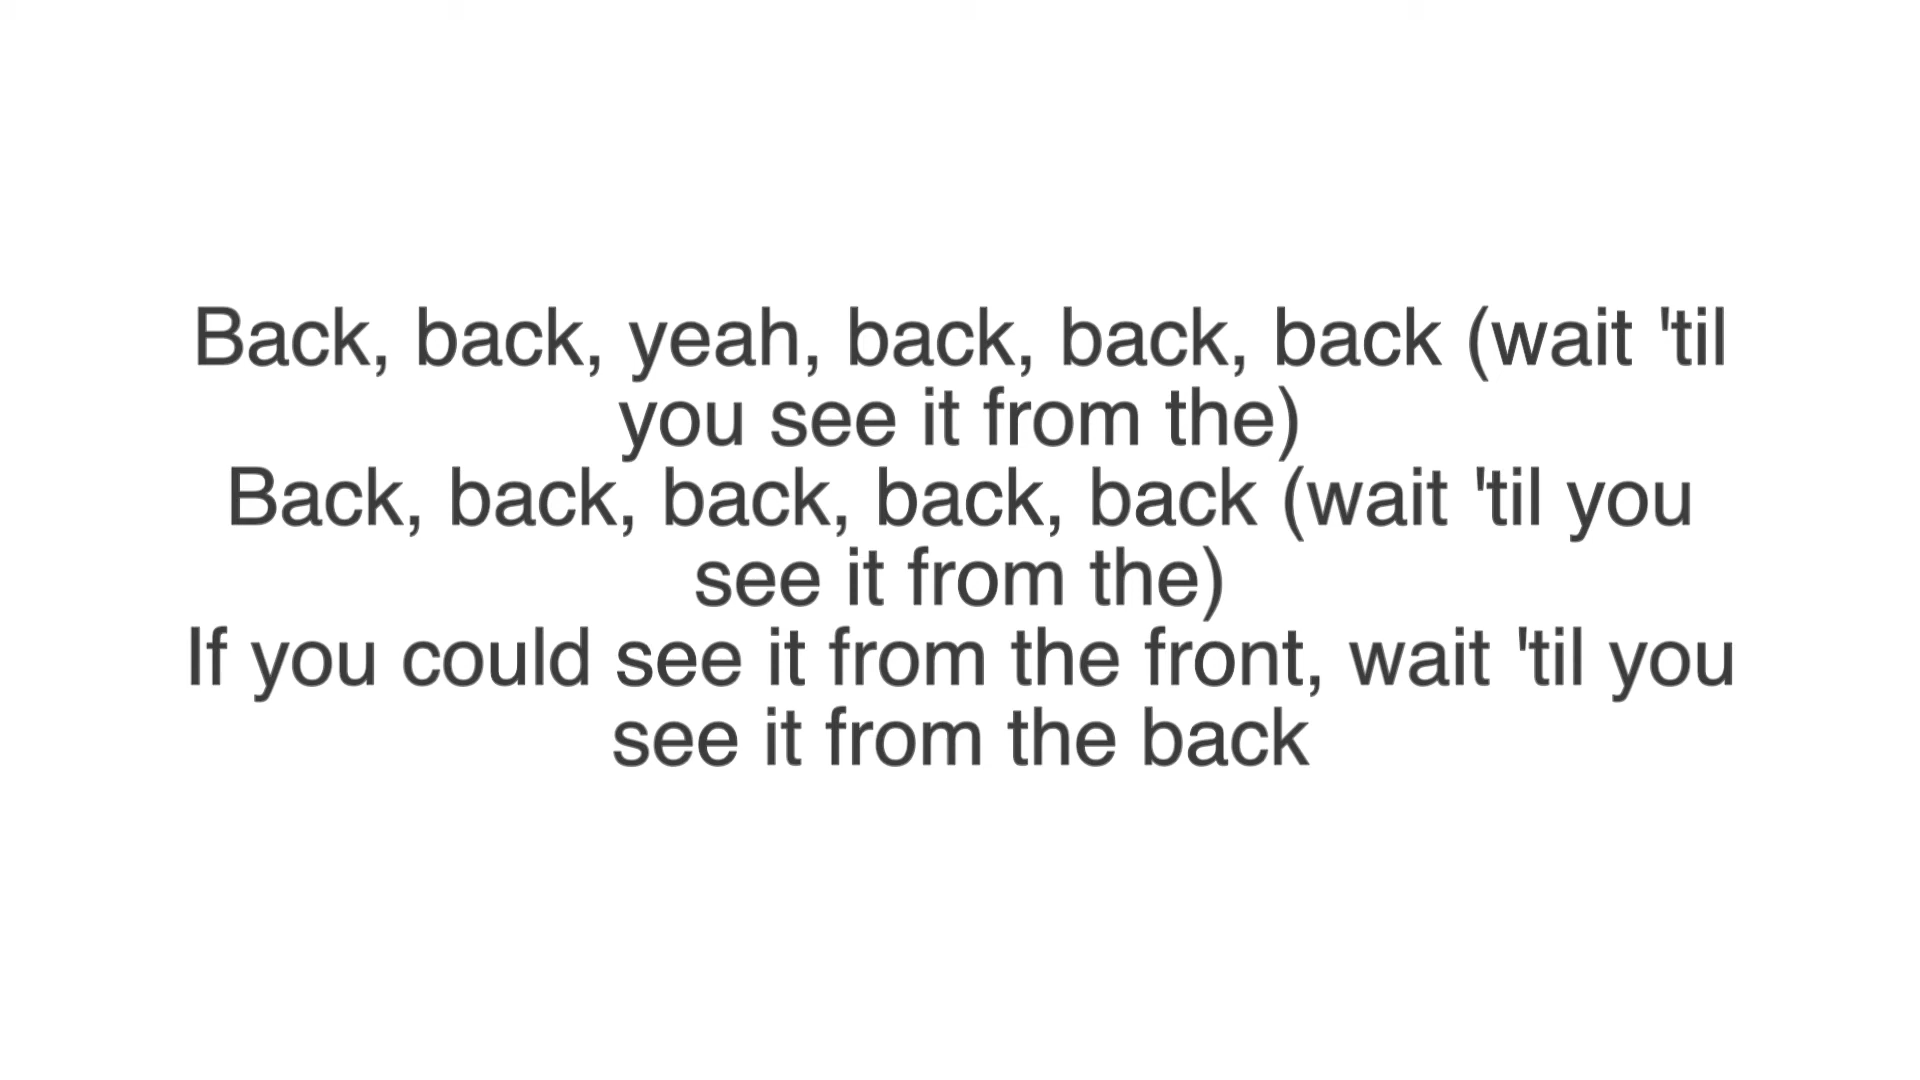 Back, back, yeah, back, back, back (wait 'til
you see it from the)
Back, back, back, back, back (wait 'til you
see it from the)
If you could see it from the front, wait 'til you
see it from the back